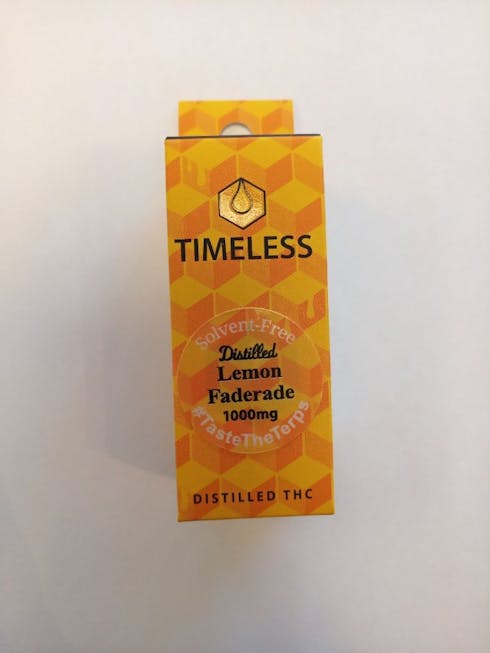 TIMELESS
Solvent-Free
Distilled
Lemon
Faderade
1000mg
#TasteTheTerps
DISTILLED THC